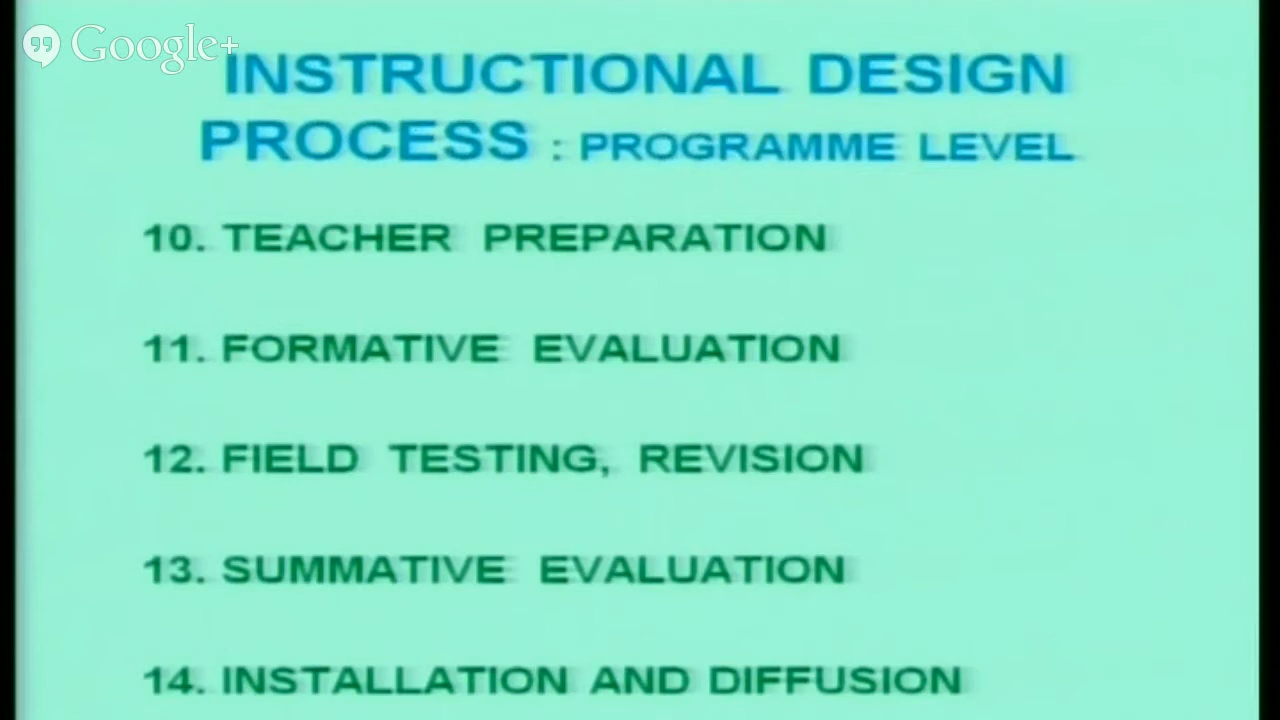 Google+
INSTRUCTIONAL DESIGN
PROCESS : PROGRAMME LEVEL
10. TEACHER PREPARATION
11. FORMATIVE EVALUATION
12. FIELD TESTING, REVISION
13. SUMMATIVE EVALUATION
14. INSTALLATION AND DIFFUSION